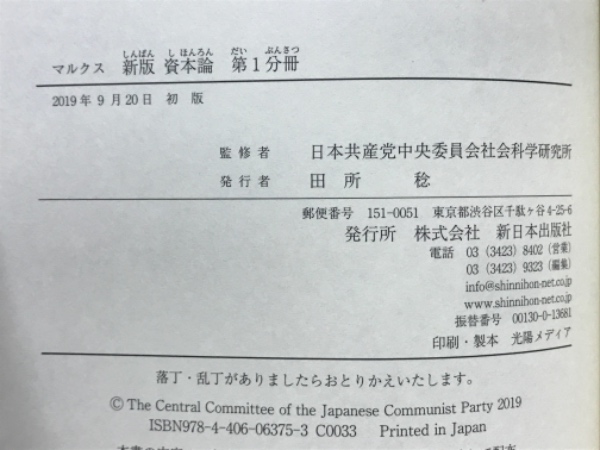 しんぱん しほんろん だい ぶんさつ
マルクス 新版 資本論 第1分冊
2019年9月20日 初版
監修者 日本共産党中央委員会社会科学研究所
発行者 田所 稔
郵便番号 151-0051 東京都渋谷区千駄ヶ谷4-25-6
発行所 株式会社 新日本出版社
電話 03(3423)8402(営業)
03(3423)9323(編集)
info@shinnihon-net.co.jp
www.shinnihon-net.co.jp
振替番号 00130-0-13681
印刷・製本 光陽メディア
落丁・乱丁がありましたらおとりかえいたします。
© The Central Committee of the Japanese Communist Party 2019
ISBN978-4-406-06375-3 C0033 Printed in Japan